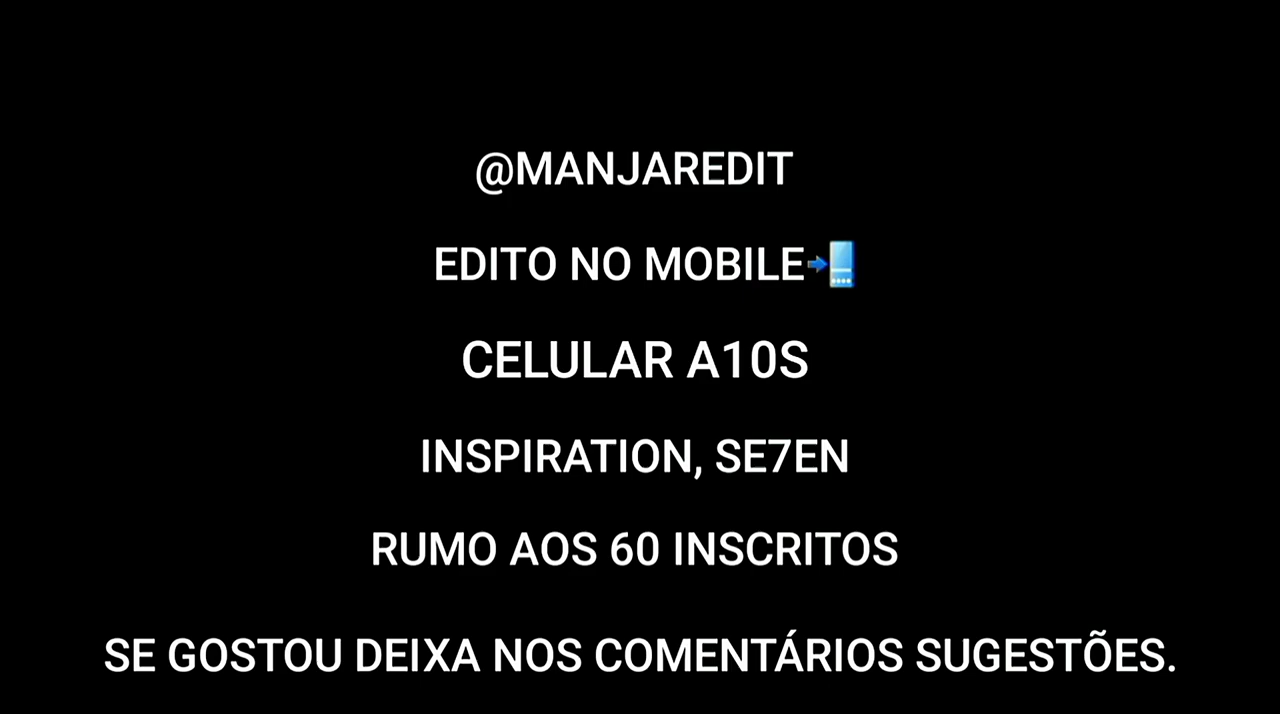 @MANJAREDIT
EDITO NO MOBILE📲
CELULAR A10S
INSPIRATION, SE7EN
RUMO AOS 60 INSCRITOS
SE GOSTOU DEIXA NOS COMENTÁRIOS SUGESTÕES.